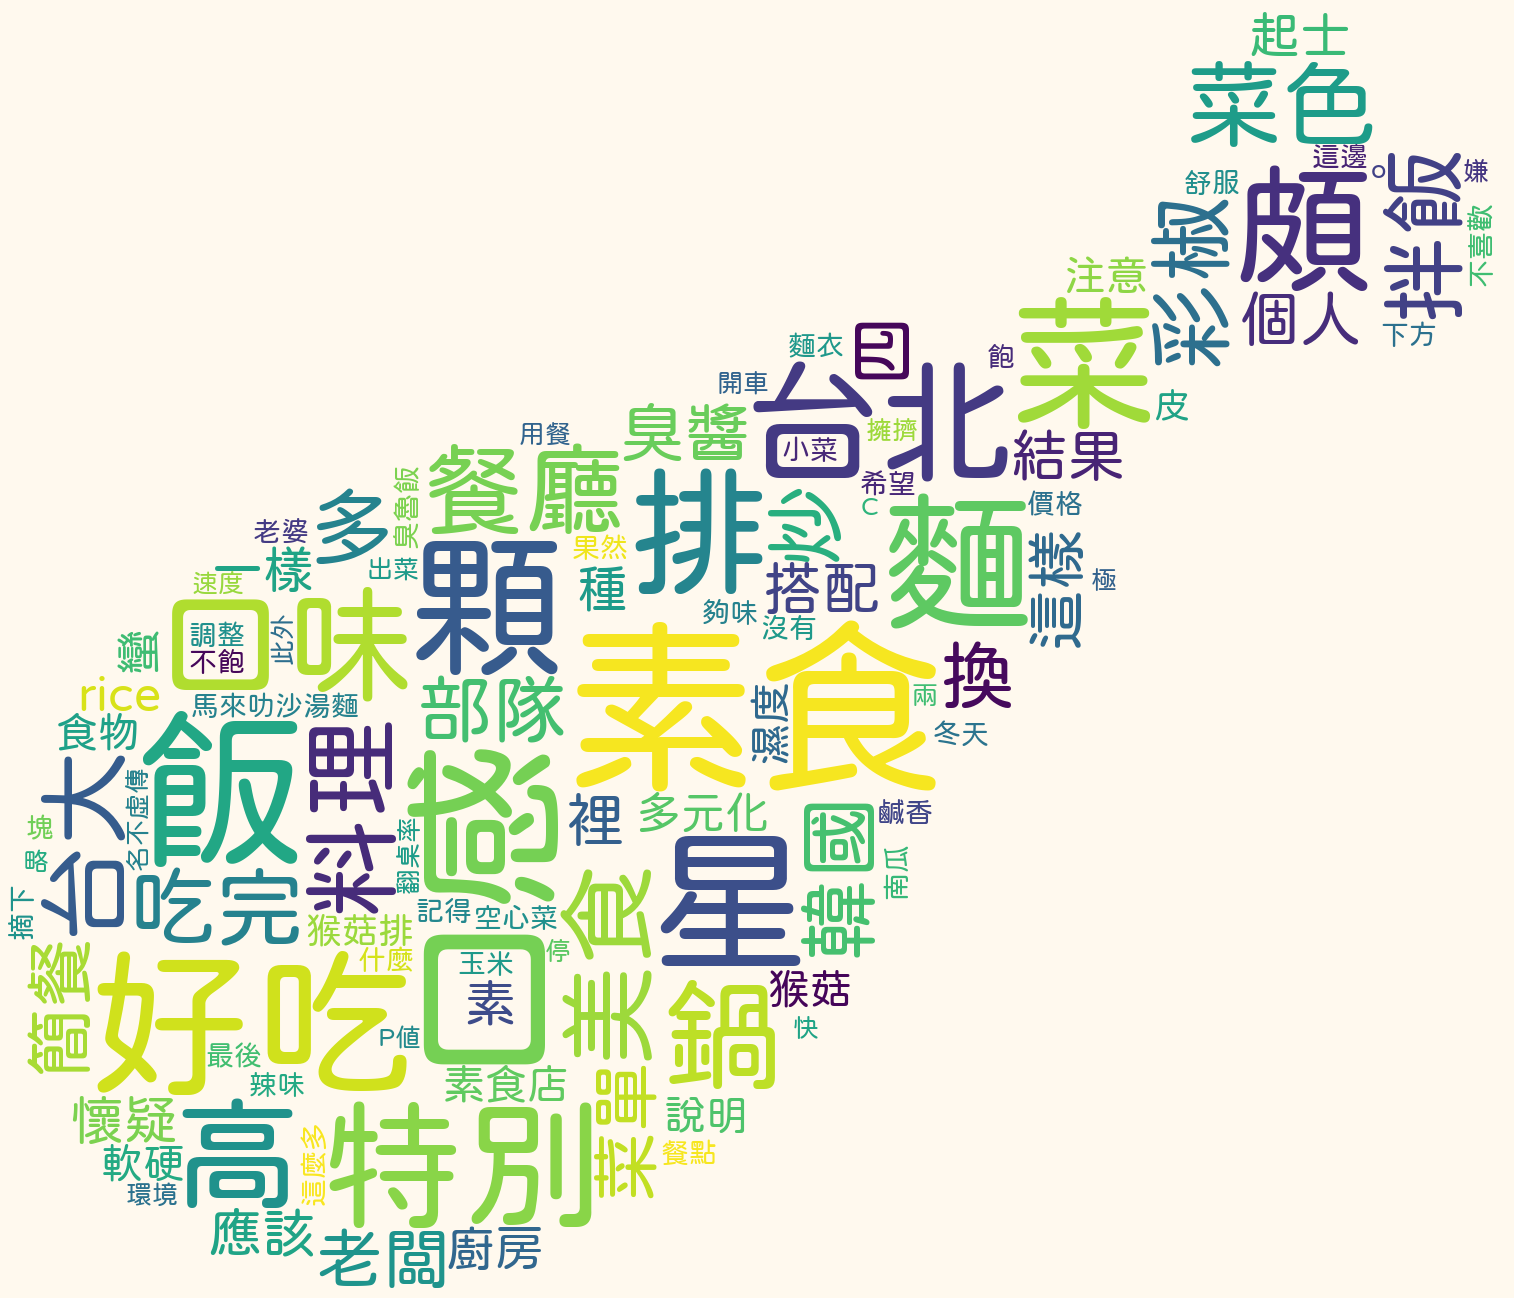 起士
菜色
這邊
。
拌飯
嫌
舒服
彩椒
頗
不喜歡
注意
個人
下方
菜
皮
麵衣
飽
開車
台北
小菜
擁擠
結果
用餐
臭醬
餐廳
臭魯飯
希望
C
價格
多
老婆
排
炒
麵
一樣
出菜
果然
種
搭配
這樣
極
速度
顆
夠味
沒有
口味
調整
不飽
此外
蠻
素食
換
兩
rice
馬來叻沙湯麵
部隊
濕度
冬天
食物
飯
料理
感
台大
名不虛傳
裡
多元化
韓國
鹹香
塊
略
翻桌率
吃完
星
南瓜
摘下
猴菇排
記得
空心菜
美食
簡餐
好吃
什麼
口
玉米
素
停
鍋
猴菇
快
P值
最後
辣味
素食店
菜單
說明
懷疑
高
這麼多
特別
餐點
軟硬
環境
應該
老闆
廚房